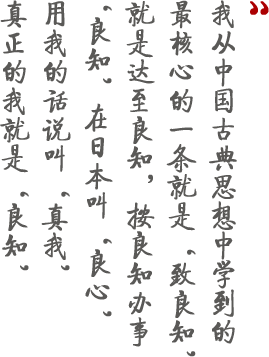 ”
我从中国古典思想中学到的
最核心的一条就是“致良知”
就是达至良知，按良知办事
“良知”在日本叫“良心”
用我的话说叫“真我”
真正的我就是“良知”